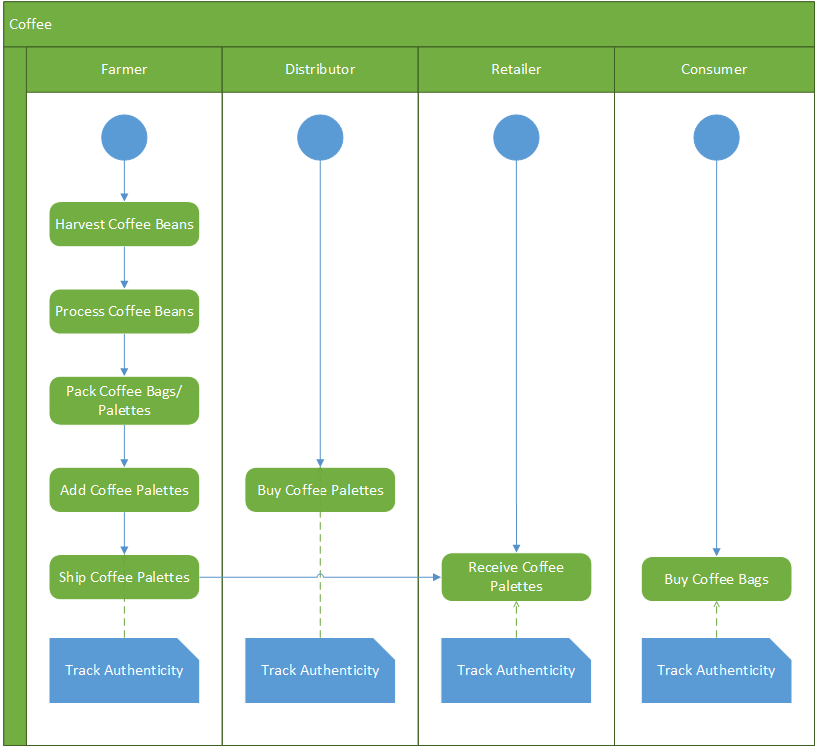 Coffee
Farmer
Distributor
Retailer
Consumer
Harvest Coffee Beans
Process Coffee Beans
Pack Coffee Bags/
Palettes
Add Coffee Palettes
Buy Coffee Palettes
Ship Coffee Palettes
Receive Coffee
Palettes
Buy Coffee Bags
Track Authenticity
Track Authenticity
Track Authenticity
Track Authenticity